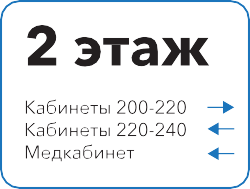 2 этаж
Кабинеты 200-220 →
Кабинеты 220-240 ←
Медкабинет ←